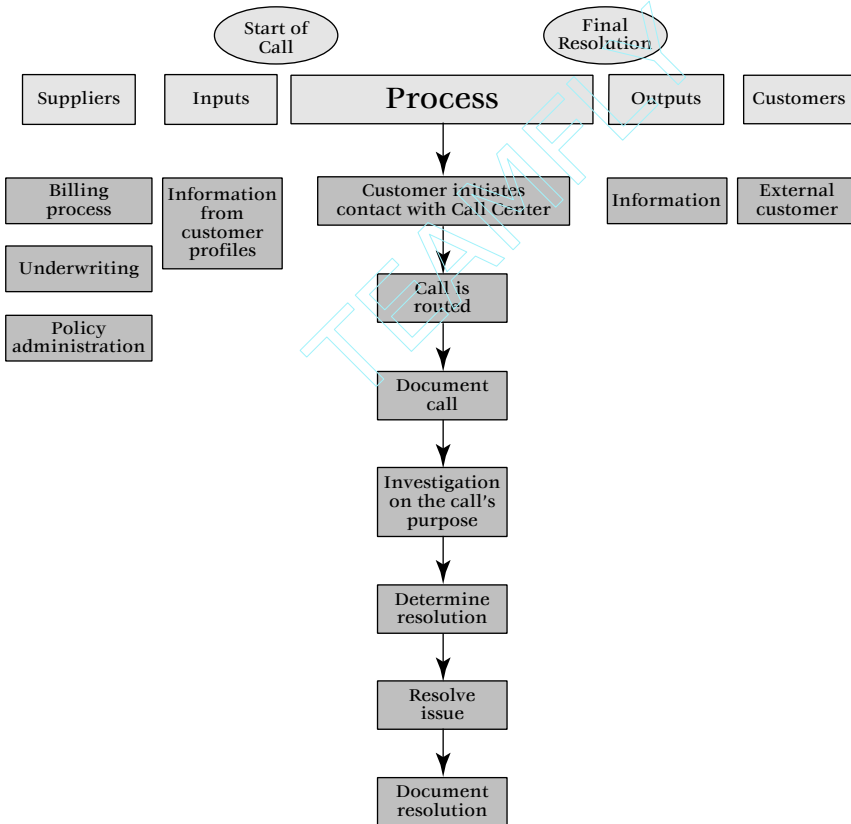 Start of
Call
Final
Resolution
Suppliers
Inputs
Process
Outputs
Customers
Billing
process
Underwriting
Policy
administration
Information
from
customer
profiles
Customer initiates
contact with Call Center
Call is
routed
Document
call
Investigation
on the call's
purpose
Determine
resolution
Resolve
issue
Document
resolution
Information
External
customer
TEAMFLY